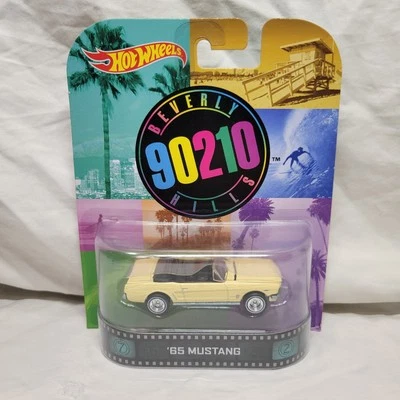 HOT WHEELS
BEVERLY
90210
HILLS
™
'65 MUSTANG